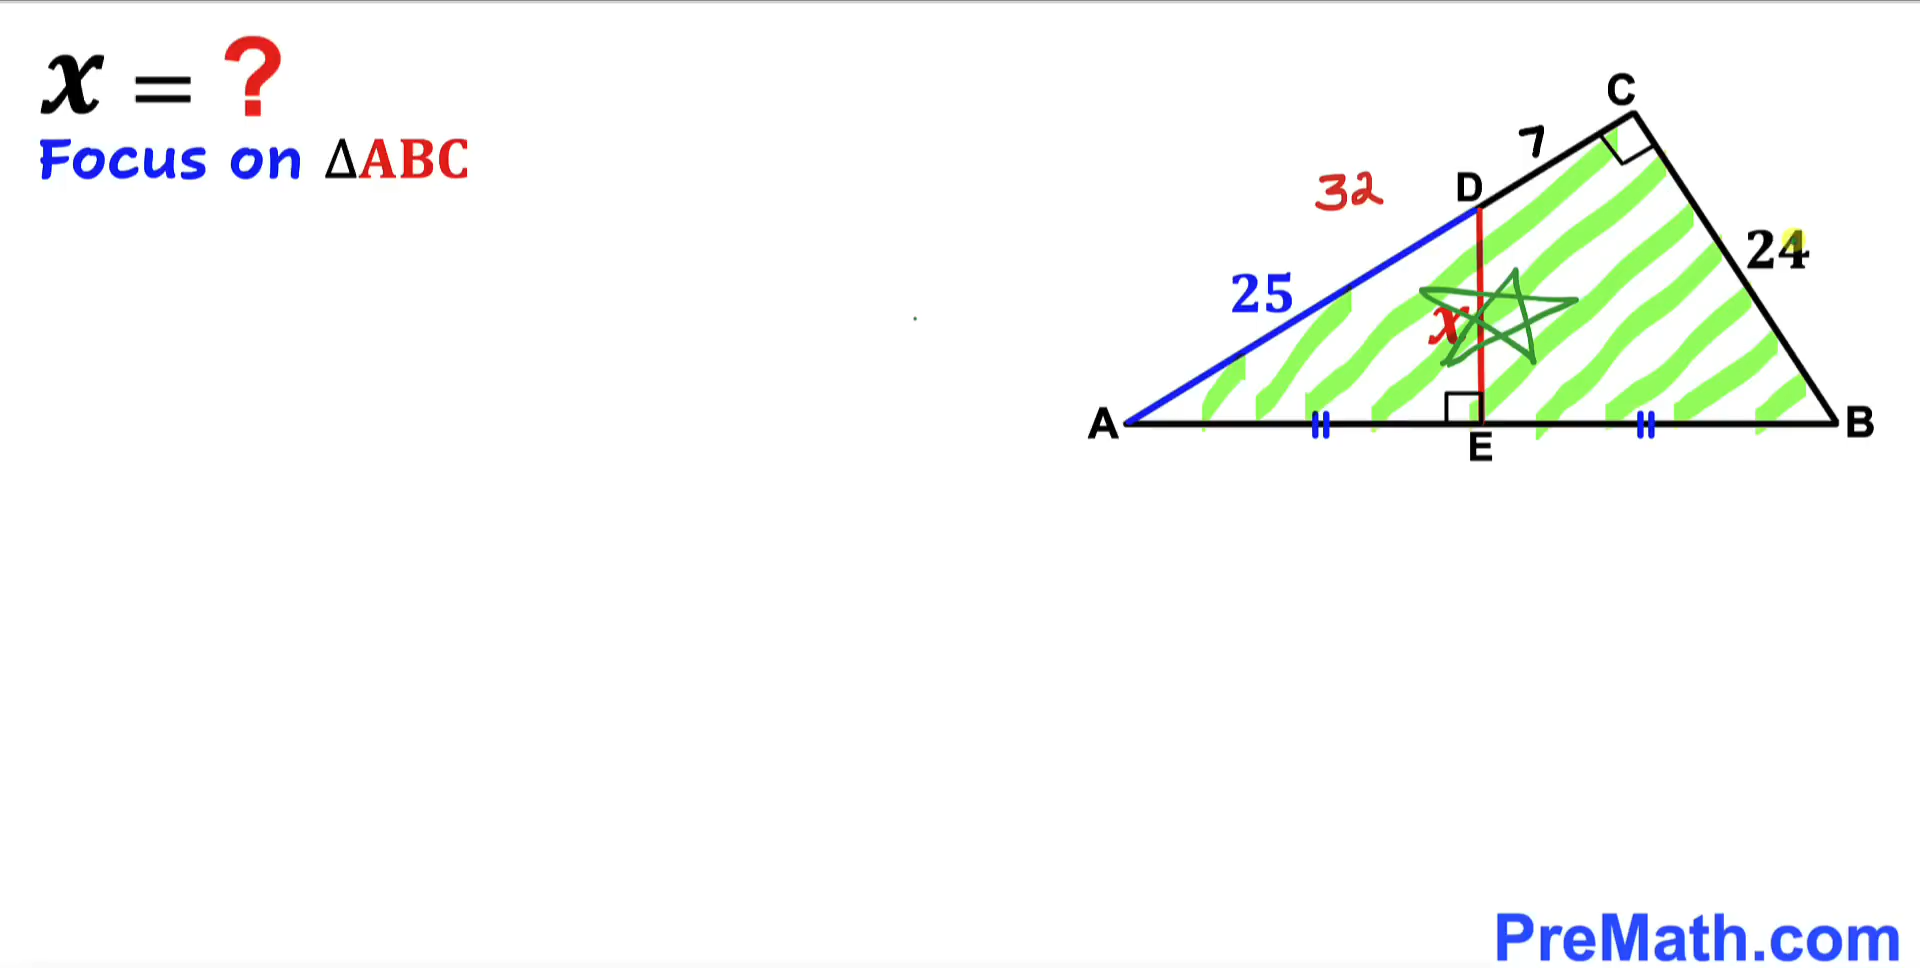 x = ?
Focus on ΔABC
C
7
D
32
24
25
x
A
B
E
PreMath.com